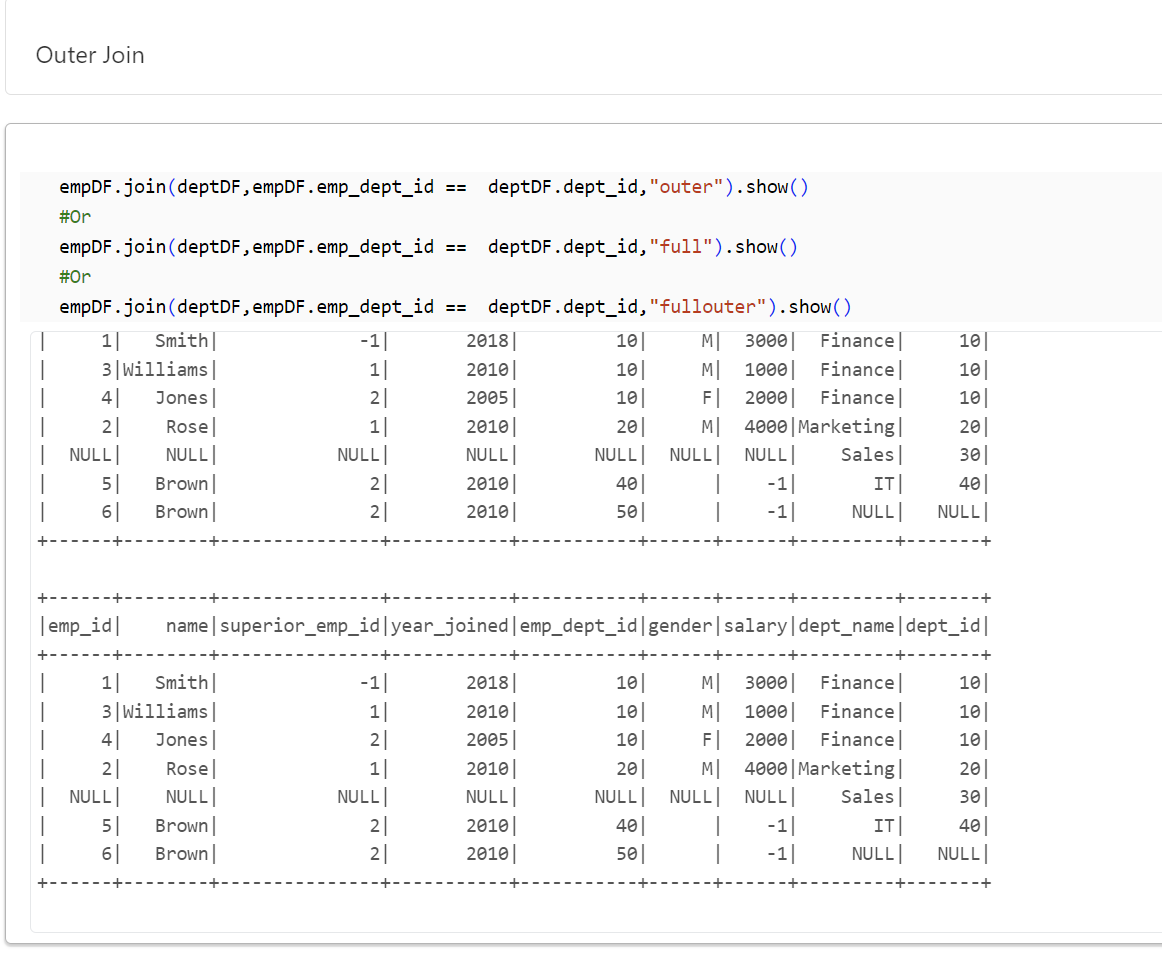 Outer Join
empDF.join(deptDF,empDF.emp_dept_id ==  deptDF.dept_id,"outer").show()
#Or
empDF.join(deptDF,empDF.emp_dept_id ==  deptDF.dept_id,"full").show()
#Or
empDF.join(deptDF,empDF.emp_dept_id ==  deptDF.dept_id,"fullouter").show()
|     1|   Smith|             -1|       2018|         10|     M|  3000|  Finance|     10|
|     3|Williams|              1|       2010|         10|     M|  1000|  Finance|     10|
|     4|   Jones|              2|       2005|         10|     F|  2000|  Finance|     10|
|     2|    Rose|              1|       2010|         20|     M|  4000|Marketing|     20|
|  NULL|    NULL|           NULL|       NULL|       NULL|  NULL|  NULL|    Sales|     30|
|     5|   Brown|              2|       2010|         40|      |    -1|       IT|     40|
|     6|   Brown|              2|       2010|         50|      |    -1|     NULL|   NULL|
+------+--------+---------------+-----------+-----------+------+------+---------+-------+
+------+--------+---------------+-----------+-----------+------+------+---------+-------+
|emp_id|    name|superior_emp_id|year_joined|emp_dept_id|gender|salary|dept_name|dept_id|
+------+--------+---------------+-----------+-----------+------+------+---------+-------+
|     1|   Smith|             -1|       2018|         10|     M|  3000|  Finance|     10|
|     3|Williams|              1|       2010|         10|     M|  1000|  Finance|     10|
|     4|   Jones|              2|       2005|         10|     F|  2000|  Finance|     10|
|     2|    Rose|              1|       2010|         20|     M|  4000|Marketing|     20|
|  NULL|    NULL|           NULL|       NULL|       NULL|  NULL|  NULL|    Sales|     30|
|     5|   Brown|              2|       2010|         40|      |    -1|       IT|     40|
|     6|   Brown|              2|       2010|         50|      |    -1|     NULL|   NULL|
+------+--------+---------------+-----------+-----------+------+------+---------+-------+